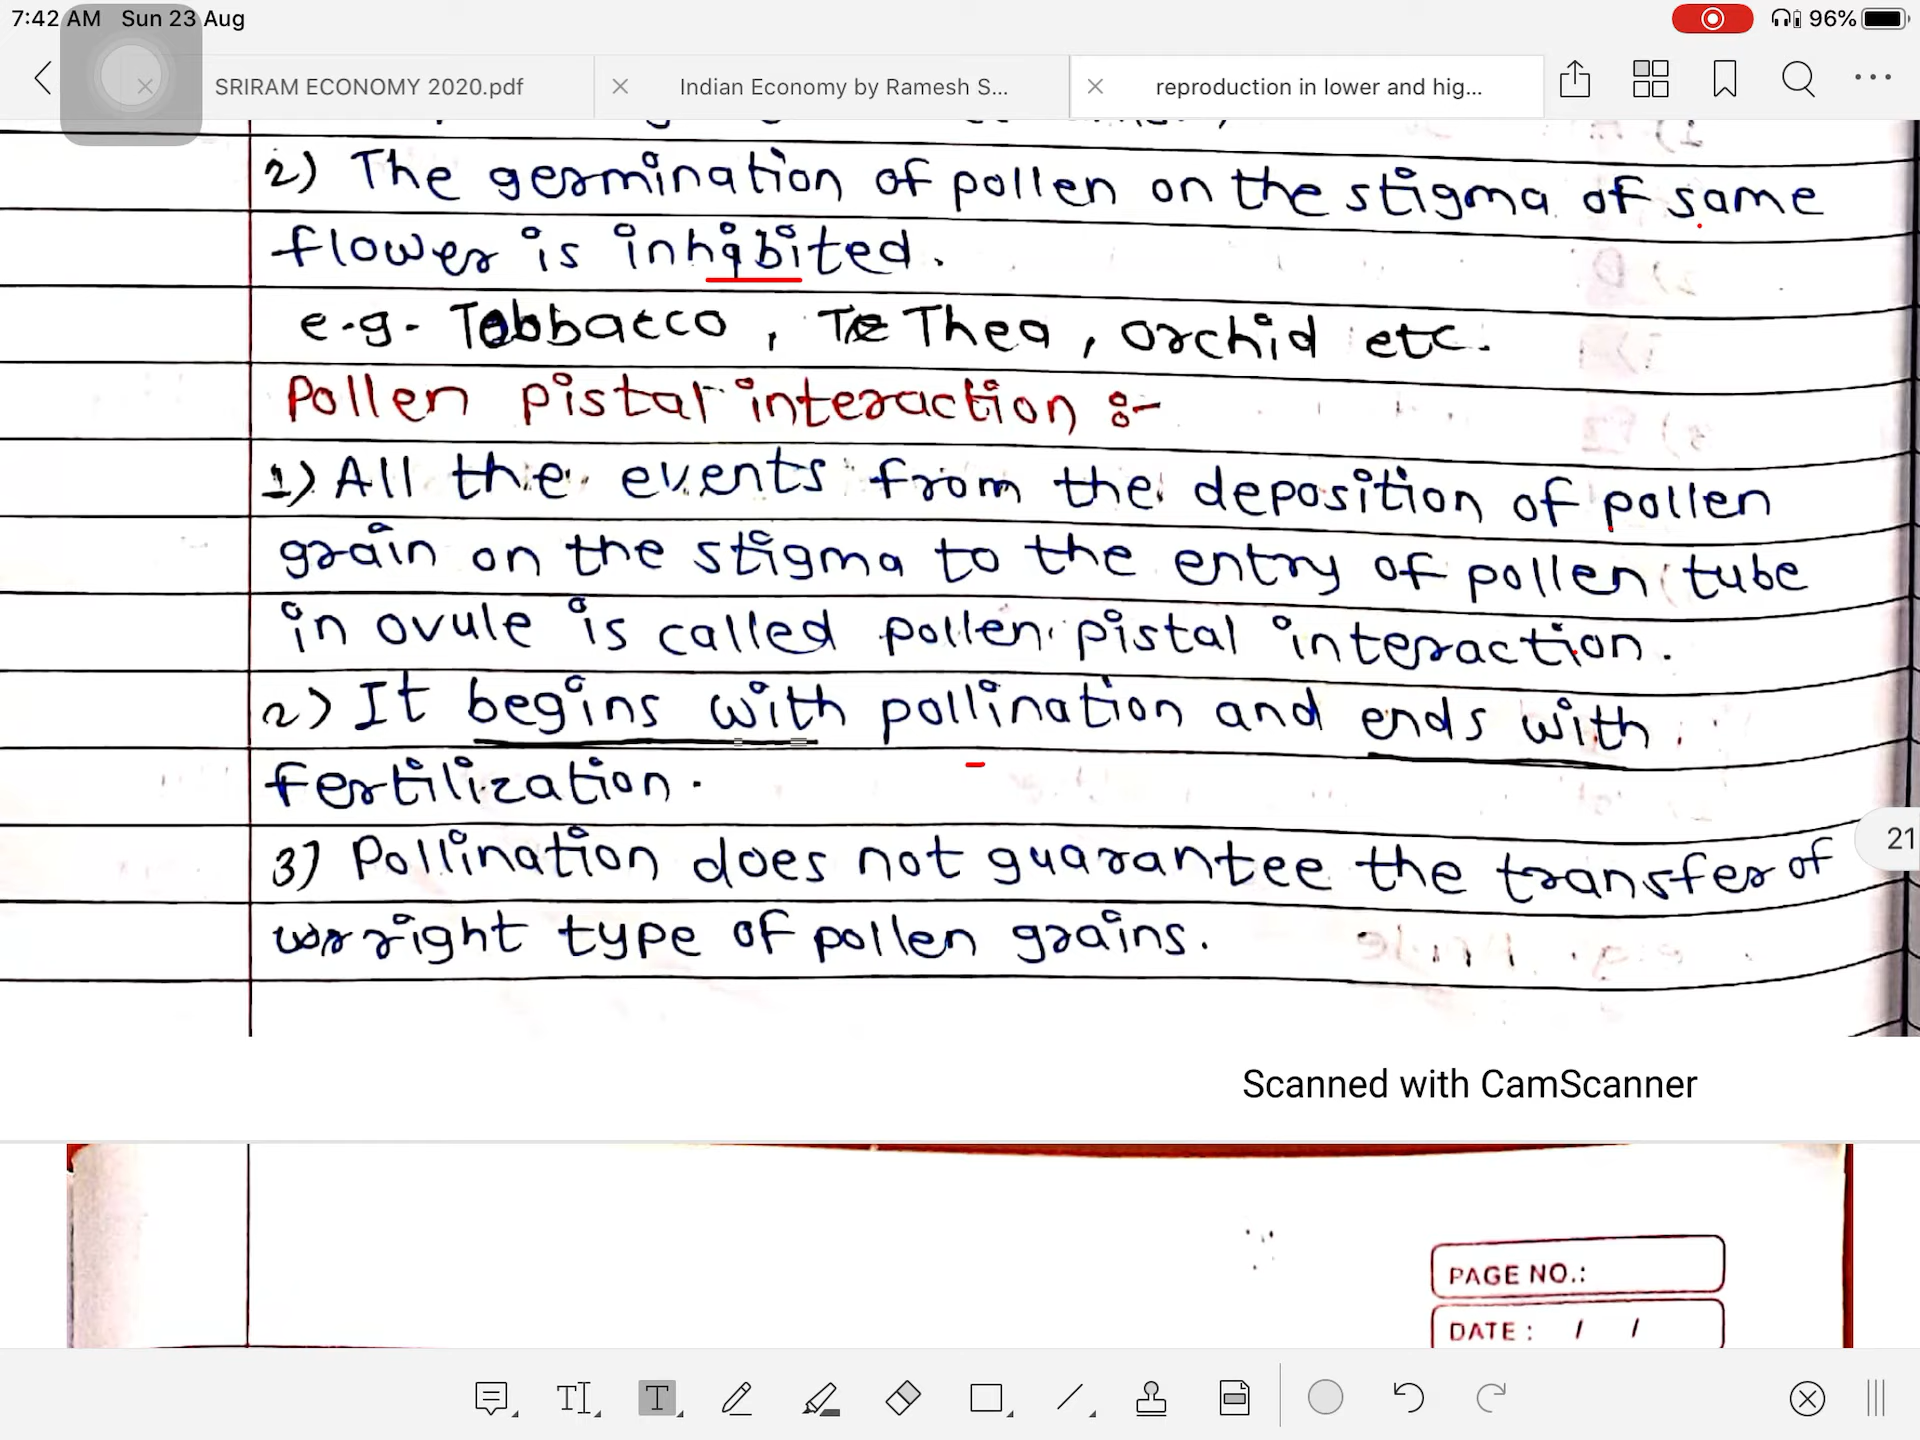 7:42 AM Sun 23 Aug
96%
SRIRAM ECONOMY 2020.pdf
Indian Economy by Ramesh S...
reproduction in lower and hig...
2) The germination of pollen on the stigma of same
flower is inhibited.
e.g. Tobbacco, Thea, orchid etc.
Pollen pistal interaction :-
1) All the events from the deposition of pollen
grain on the stigma to the entry of pollen tube
in ovule is called pollen pistal interaction.
2) It begins with pollination and ends with
fertilization.
3) Pollination does not guarantee the transfer of
right type of pollen grains.
21
Scanned with CamScanner
PAGE NO.:
DATE: / /